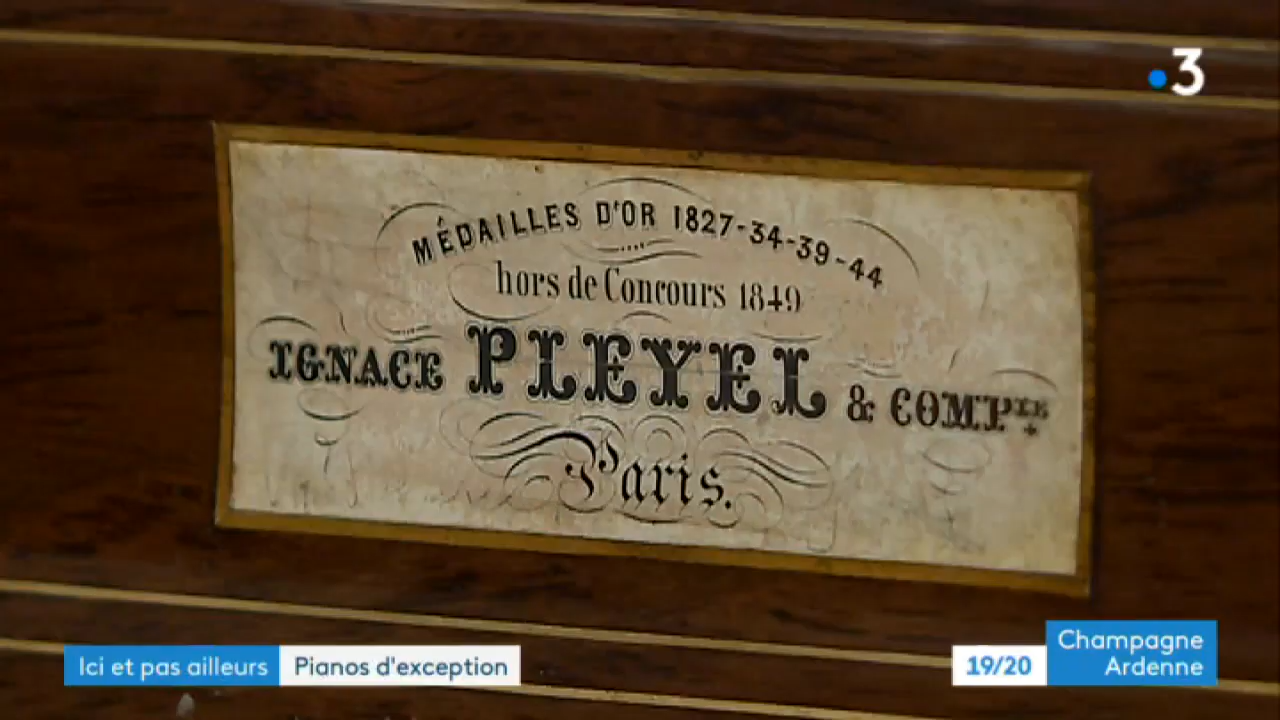 3
MÉDAILLES D'OR 1827-34-39-44
hors de Concours 1849
IGNACE PLEYEL & COMPIE
Paris.
Ici et pas ailleurs
Pianos d'exception
19/20
Champagne
Ardenne